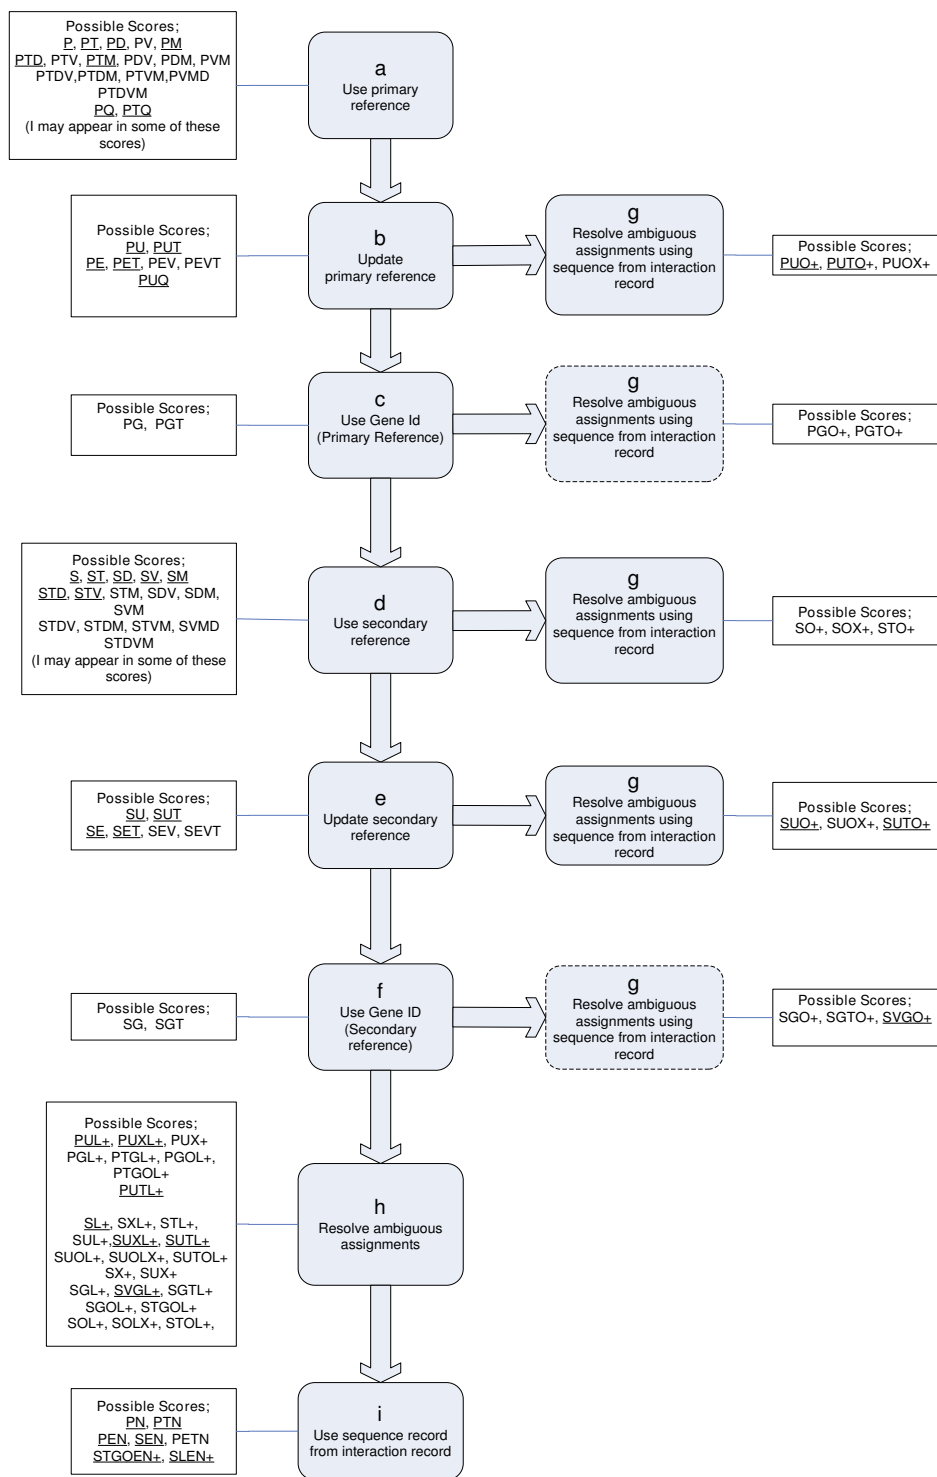 Possible Scores;
P, PT, PD, PV, PM
PTD, PTV, PTM, PDV, PDM, PVM
PTDV,PTDM, PTVM,PVMD
PTDVM
PQ, PTQ
(I may appear in some of these
scores)
a
Use primary
reference
Possible Scores;
PU, PUT
PE, PET, PEV, PEVT
PUQ
b
Update
primary reference
g
Resolve ambiguous
assignments using
sequence from interaction
record
Possible Scores;
PUO+, PUTO+, PUOX+
Possible Scores;
PG, PGT
c
Use Gene Id
(Primary Reference)
g
Resolve ambiguous
assignments using
sequence from interaction
record
Possible Scores;
PGO+, PGTO+
Possible Scores;
S, ST, SD, SV, SM
STD, STV, STM, SDV, SDM,
SVM
STDV, STDM, STVM, SVMD
STDVM
(I may appear in some of these
scores)
d
Use secondary
reference
g
Resolve ambiguous
assignments using
sequence from interaction
record
Possible Scores;
SO+, SOX+, STO+
Possible Scores;
SU, SUT
SE, SET, SEV, SEVT
e
Update secondary
reference
g
Resolve ambiguous
assignments using
sequence from interaction
record
Possible Scores;
SUO+, SUOX+, SUTO+
Possible Scores;
SG, SGT
f
Use Gene ID
(Secondary
reference)
g
Resolve ambiguous
assignments using
sequence from interaction
record
Possible Scores;
SGO+, SGTO+, SVGO+
Possible Scores;
PUL+, PUXL+, PUX+
PGL+, PTGL+, PGOL+,
PTGOL+
PUTL+
SL+, SXL+, STL+,
SUL+,SUXL+, SUTL+
SUOL+, SUOLX+, SUTOL+
SX+, SUX+
SGL+, SVGL+, SGTL+
SGOL+, STGOL+
SOL+, SOLX+, STOL+,
h
Resolve ambiguous
assignments
Possible Scores;
PN, PTN
PEN, SEN, PETN
STGOEN+, SLEN+
i
Use sequence record
from interaction record